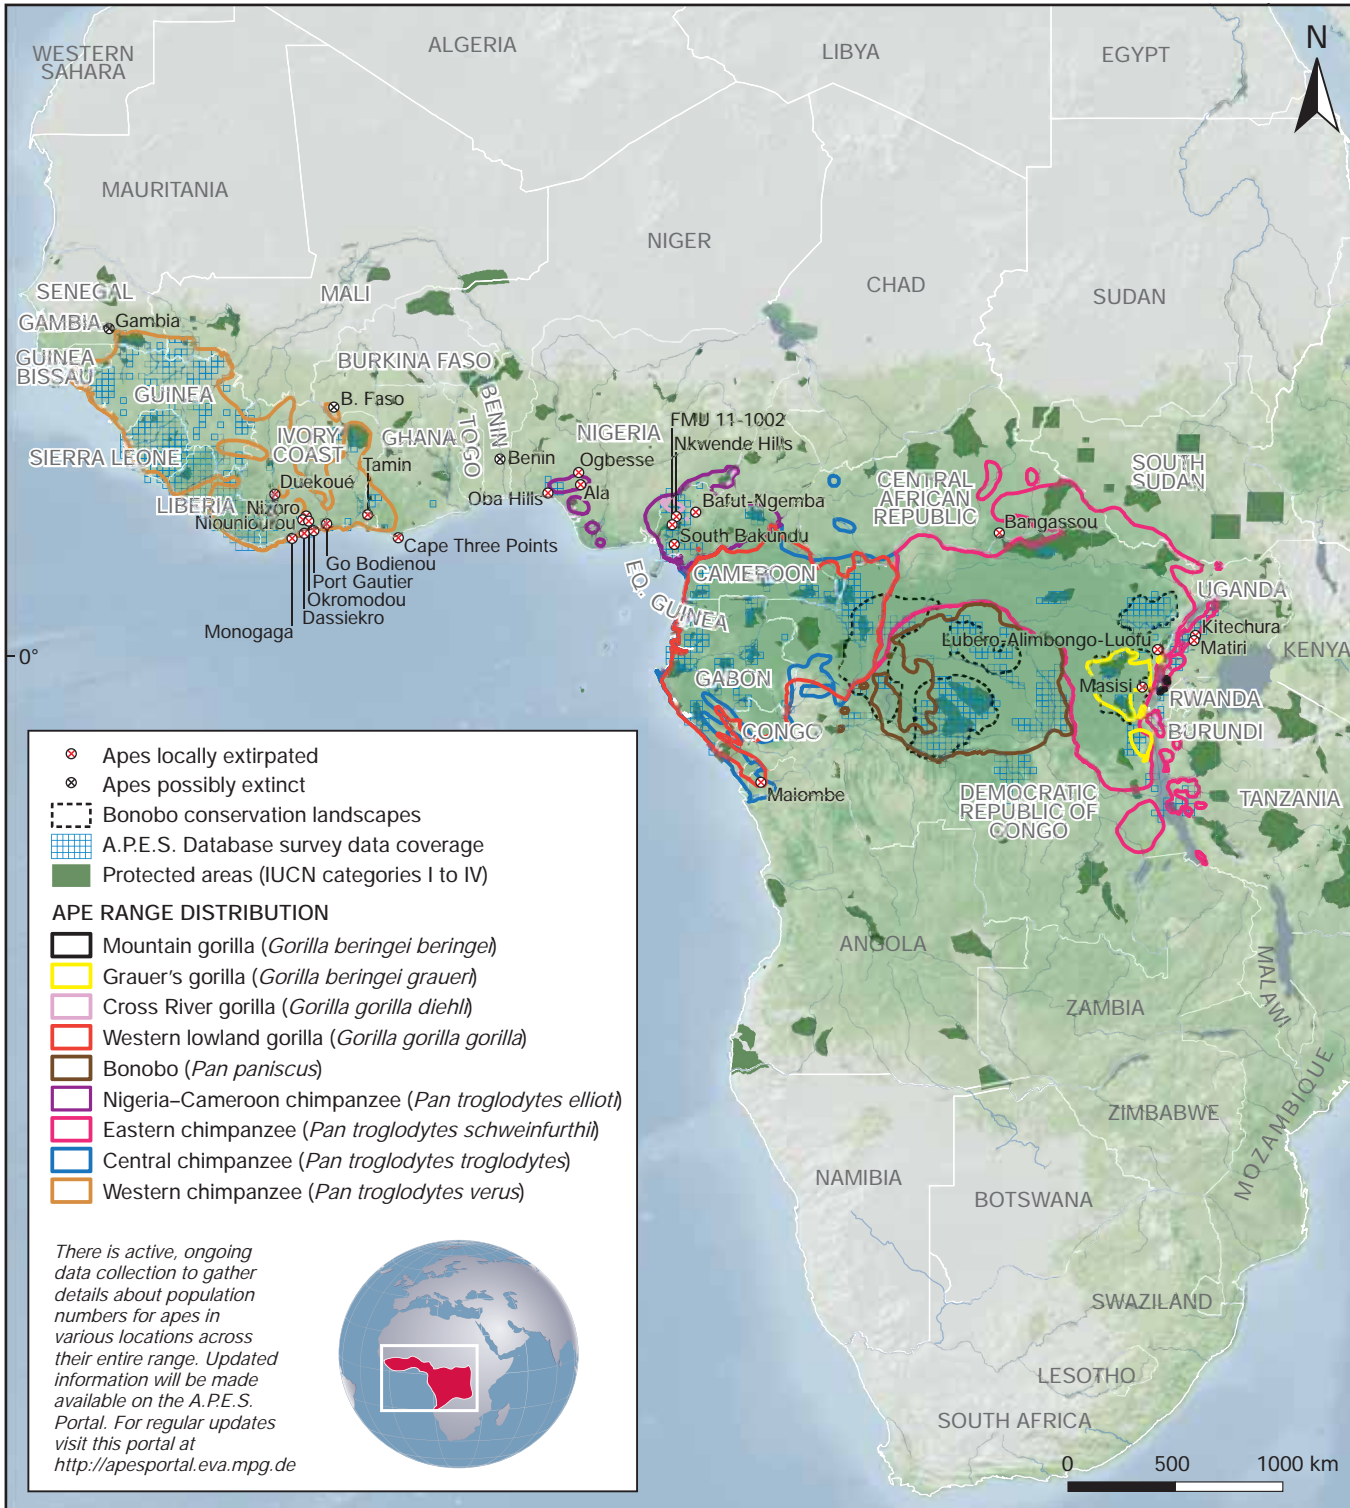 WESTERN
SAHARA
ALGERIA
LIBYA
EGYPT
N
MAURITANIA
NIGER
CHAD
SUDAN
MALI
SENEGAL
GAMBIA
Gambia
GUINEA
BISSAU
GUINEA
BURKINA FASO
B. Faso
BENIN
TOGO
Benin
IVORY
COAST
GHANA
Tamin
NIGERIA
Ogbesse
Oba Hills
Ala
FMU 11-1002
Nkwende Hills
Bafut-Ngemba
South Bakundu
SIERRA LEONE
LIBERIA
Duekoué
Nizoro
Niouniourou
Cape Three Points
Go Bodienou
Port Gautier
Okromodou
Dassiekro
Monogaga
CENTRAL
AFRICAN
REPUBLIC
SOUTH
SUDAN
Bangassou
CAMEROON
EQ. GUINEA
UGANDA
Kitechura
Matiri
KENYA
Lubero-Alimbongo-Luofu
0°
GABON
Masisi
RWANDA
BURUNDI
CONGO
Maiombe
DEMOCRATIC
REPUBLIC OF
CONGO
TANZANIA
ANGOLA
ZAMBIA
MALAWI
ZIMBABWE
MOZAMBIQUE
NAMIBIA
BOTSWANA
SWAZILAND
LESOTHO
SOUTH AFRICA
0 500 1000 km
Apes locally extirpated
Apes possibly extinct
Bonobo conservation landscapes
A.P.E.S. Database survey data coverage
Protected areas (IUCN categories I to IV)
APE RANGE DISTRIBUTION
Mountain gorilla (Gorilla beringei beringei)
Grauer's gorilla (Gorilla beringei graueri)
Cross River gorilla (Gorilla gorilla diehli)
Western lowland gorilla (Gorilla gorilla gorilla)
Bonobo (Pan paniscus)
Nigeria–Cameroon chimpanzee (Pan troglodytes ellioti)
Eastern chimpanzee (Pan troglodytes schweinfurthii)
Central chimpanzee (Pan troglodytes troglodytes)
Western chimpanzee (Pan troglodytes verus)
There is active, ongoing
data collection to gather
details about population
numbers for apes in
various locations across
their entire range. Updated
information will be made
available on the A.P.E.S.
Portal. For regular updates
visit this portal at
http://apesportal.eva.mpg.de